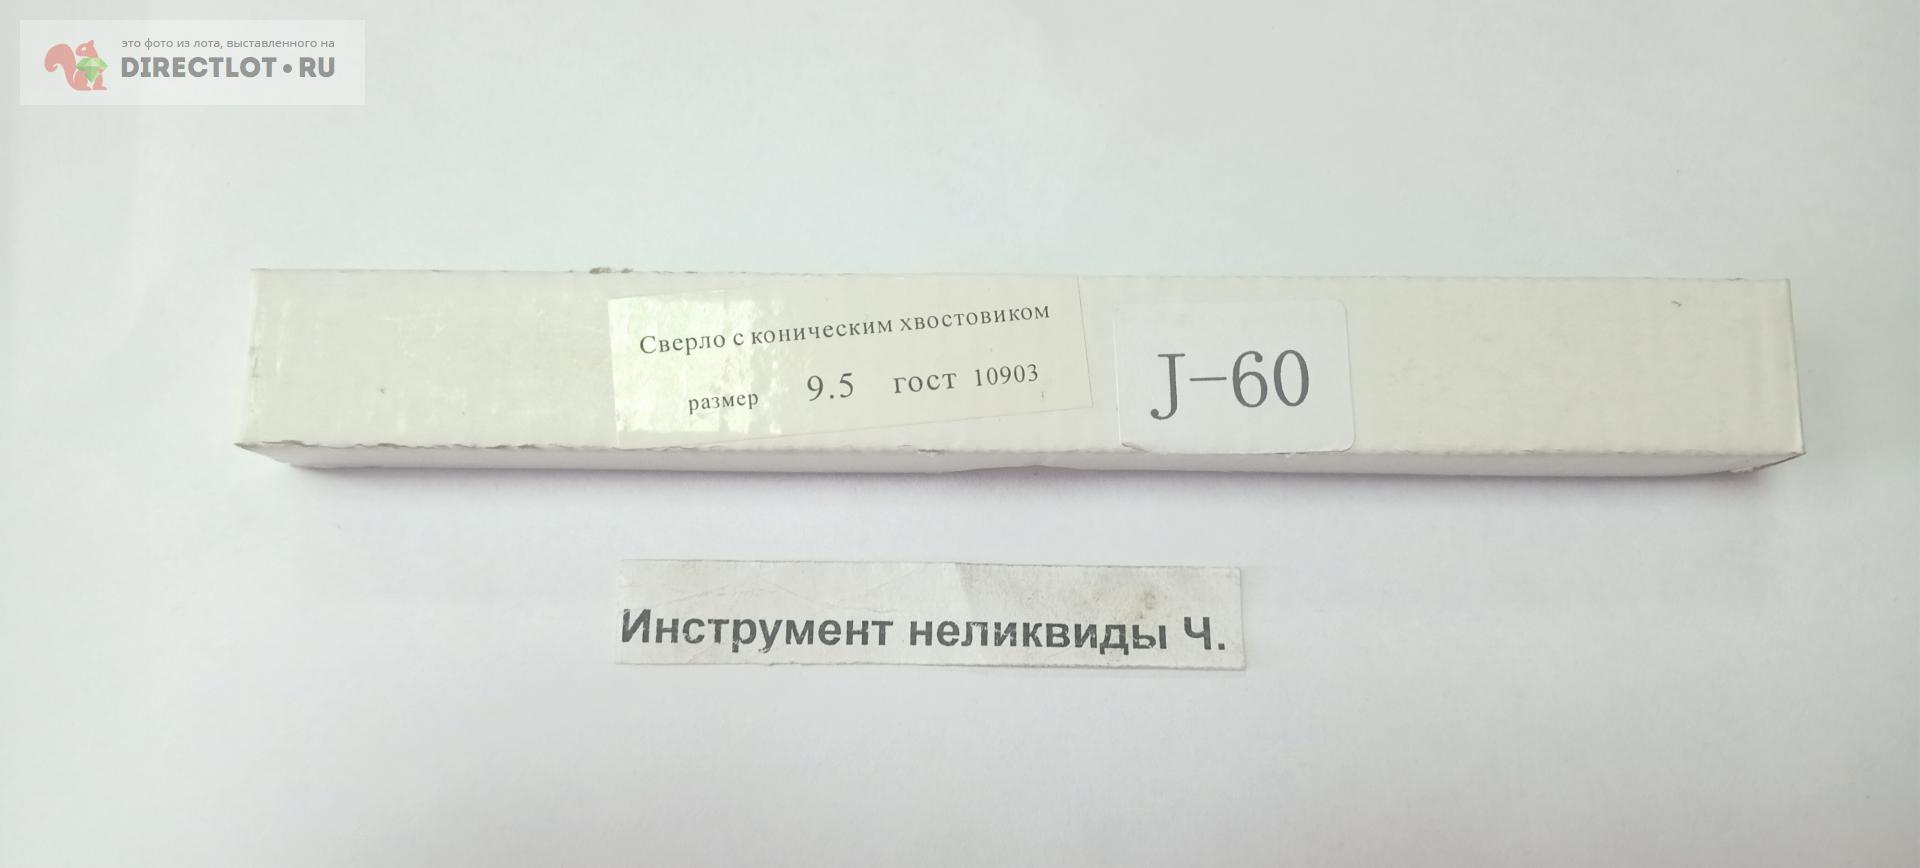 это фото из лота, выставленного на
DIRECTLOT•RU
Сверло с коническим хвостовиком
размер 9.5 гост 10903
J-60
Инструмент неликвиды Ч.